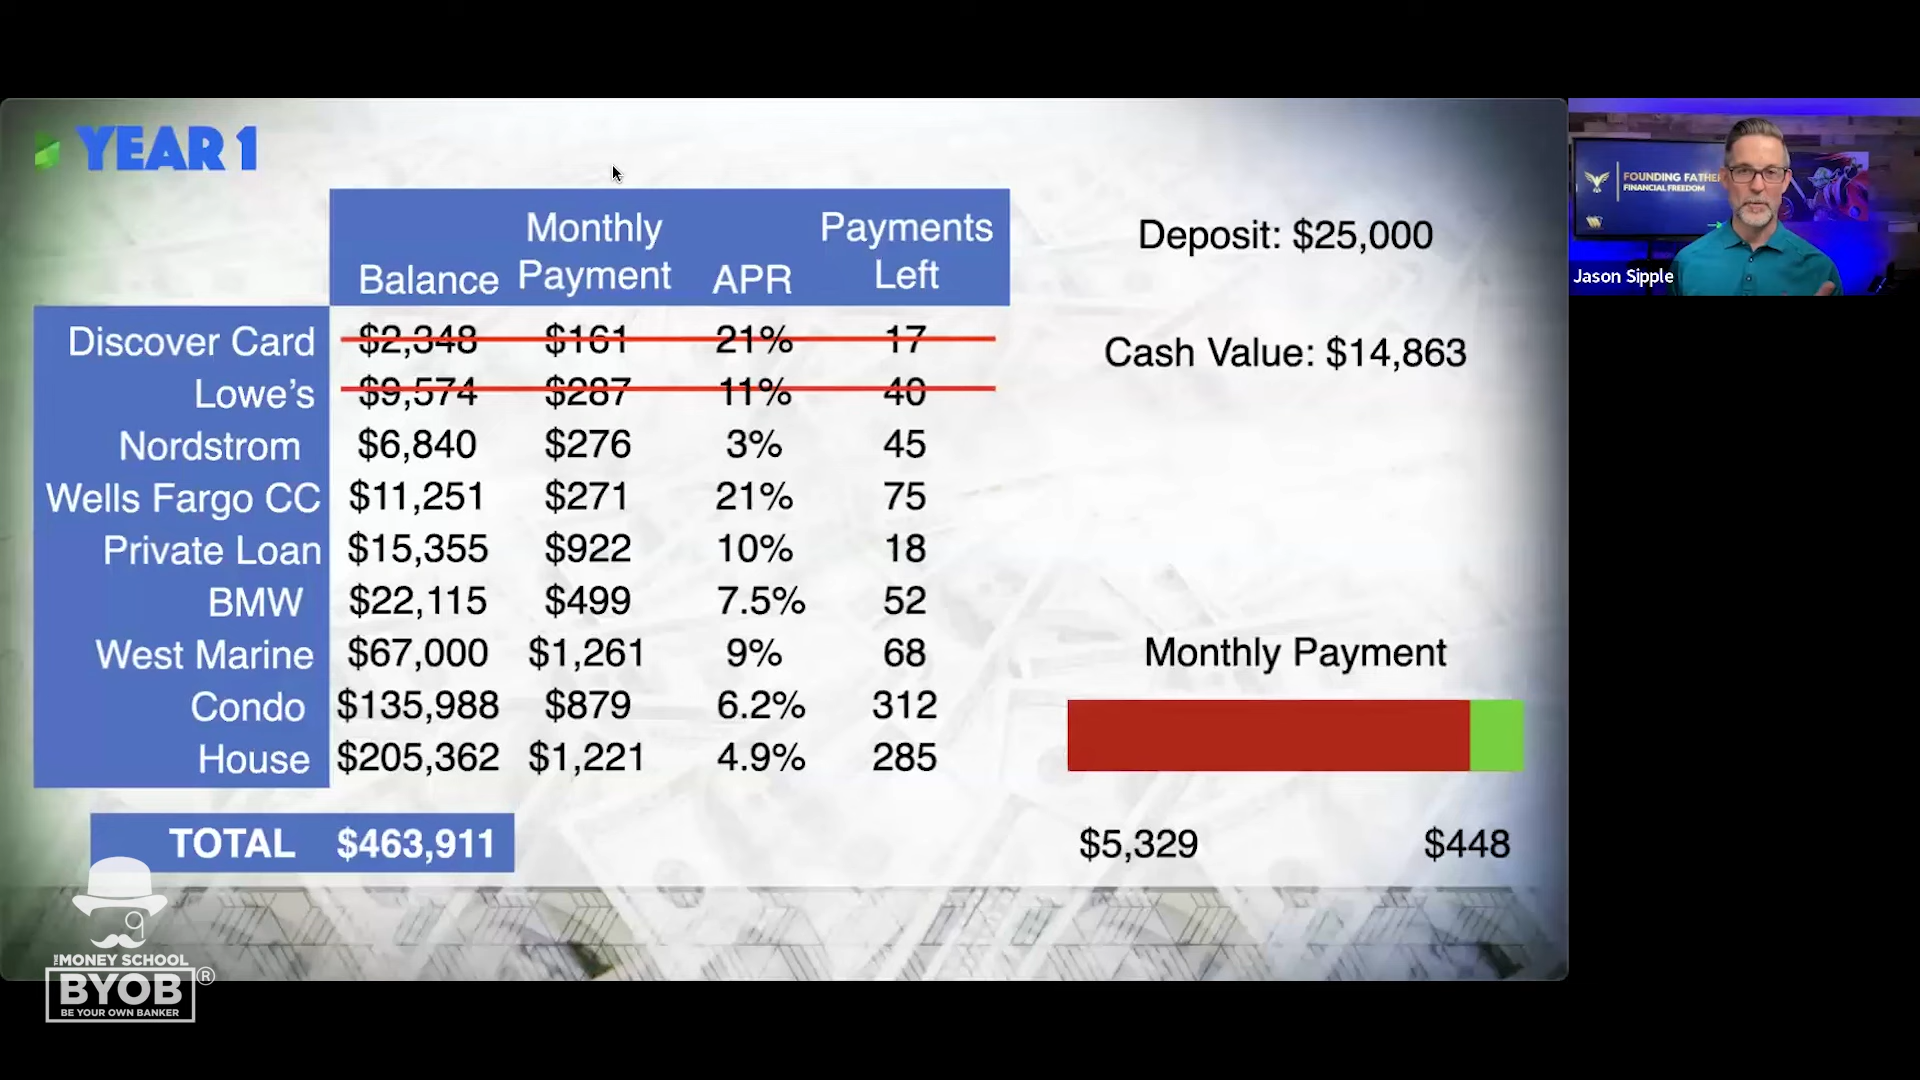 YEAR 1
Balance Monthly Payment APR Payments Left
Discover Card $2,348 $161 21% 17
Lowe’s $9,574 $287 11% 40
Nordstrom $6,840 $276 3% 45
Wells Fargo CC $11,251 $271 21% 75
Private Loan $15,355 $922 10% 18
BMW $22,115 $499 7.5% 52
West Marine $67,000 $1,261 9% 68
Condo $135,988 $879 6.2% 312
House $205,362 $1,221 4.9% 285
TOTAL $463,911
Deposit: $25,000
Cash Value: $14,863
Monthly Payment
$5,329 $448
FOUNDING FATHE
FINANCIAL FREEDOM
Jason Sipple
THE MONEY SCHOOL
BYOB®
BE YOUR OWN BANKER